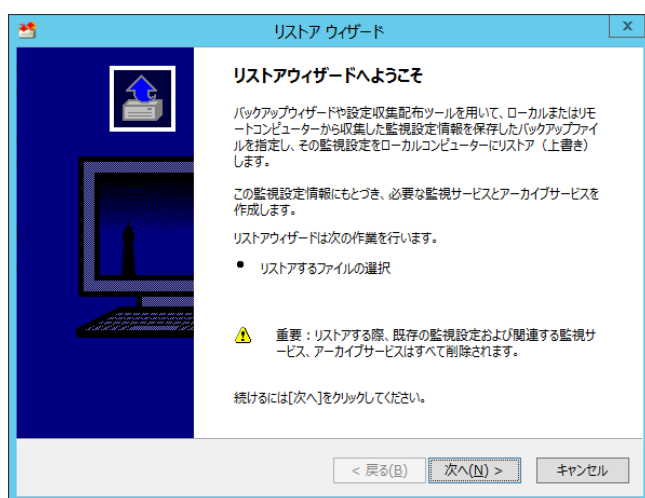 リストア ウィザード
x
リストアウィザードへようこそ
バックアップウィザードや設定収集配布ツールを用いて、ローカルまたはリモ
ートコンピューターから収集した監視設定情報を保存したバックアップファイ
ルを指定し、その監視設定をローカルコンピューターにリストア（上書き）
します。
この監視設定情報にもとづき、必要な監視サービスとアーカイブサービスを
作成します。
リストアウィザードは次の作業を行います。
● リストアするファイルの選択
重要：リストアする際、既存の監視設定および関連する監視サ
ービス、アーカイブサービスはすべて削除されます。
続けるには[次へ]をクリックしてください。
< 戻る(B)
次へ(N) >
キャンセル